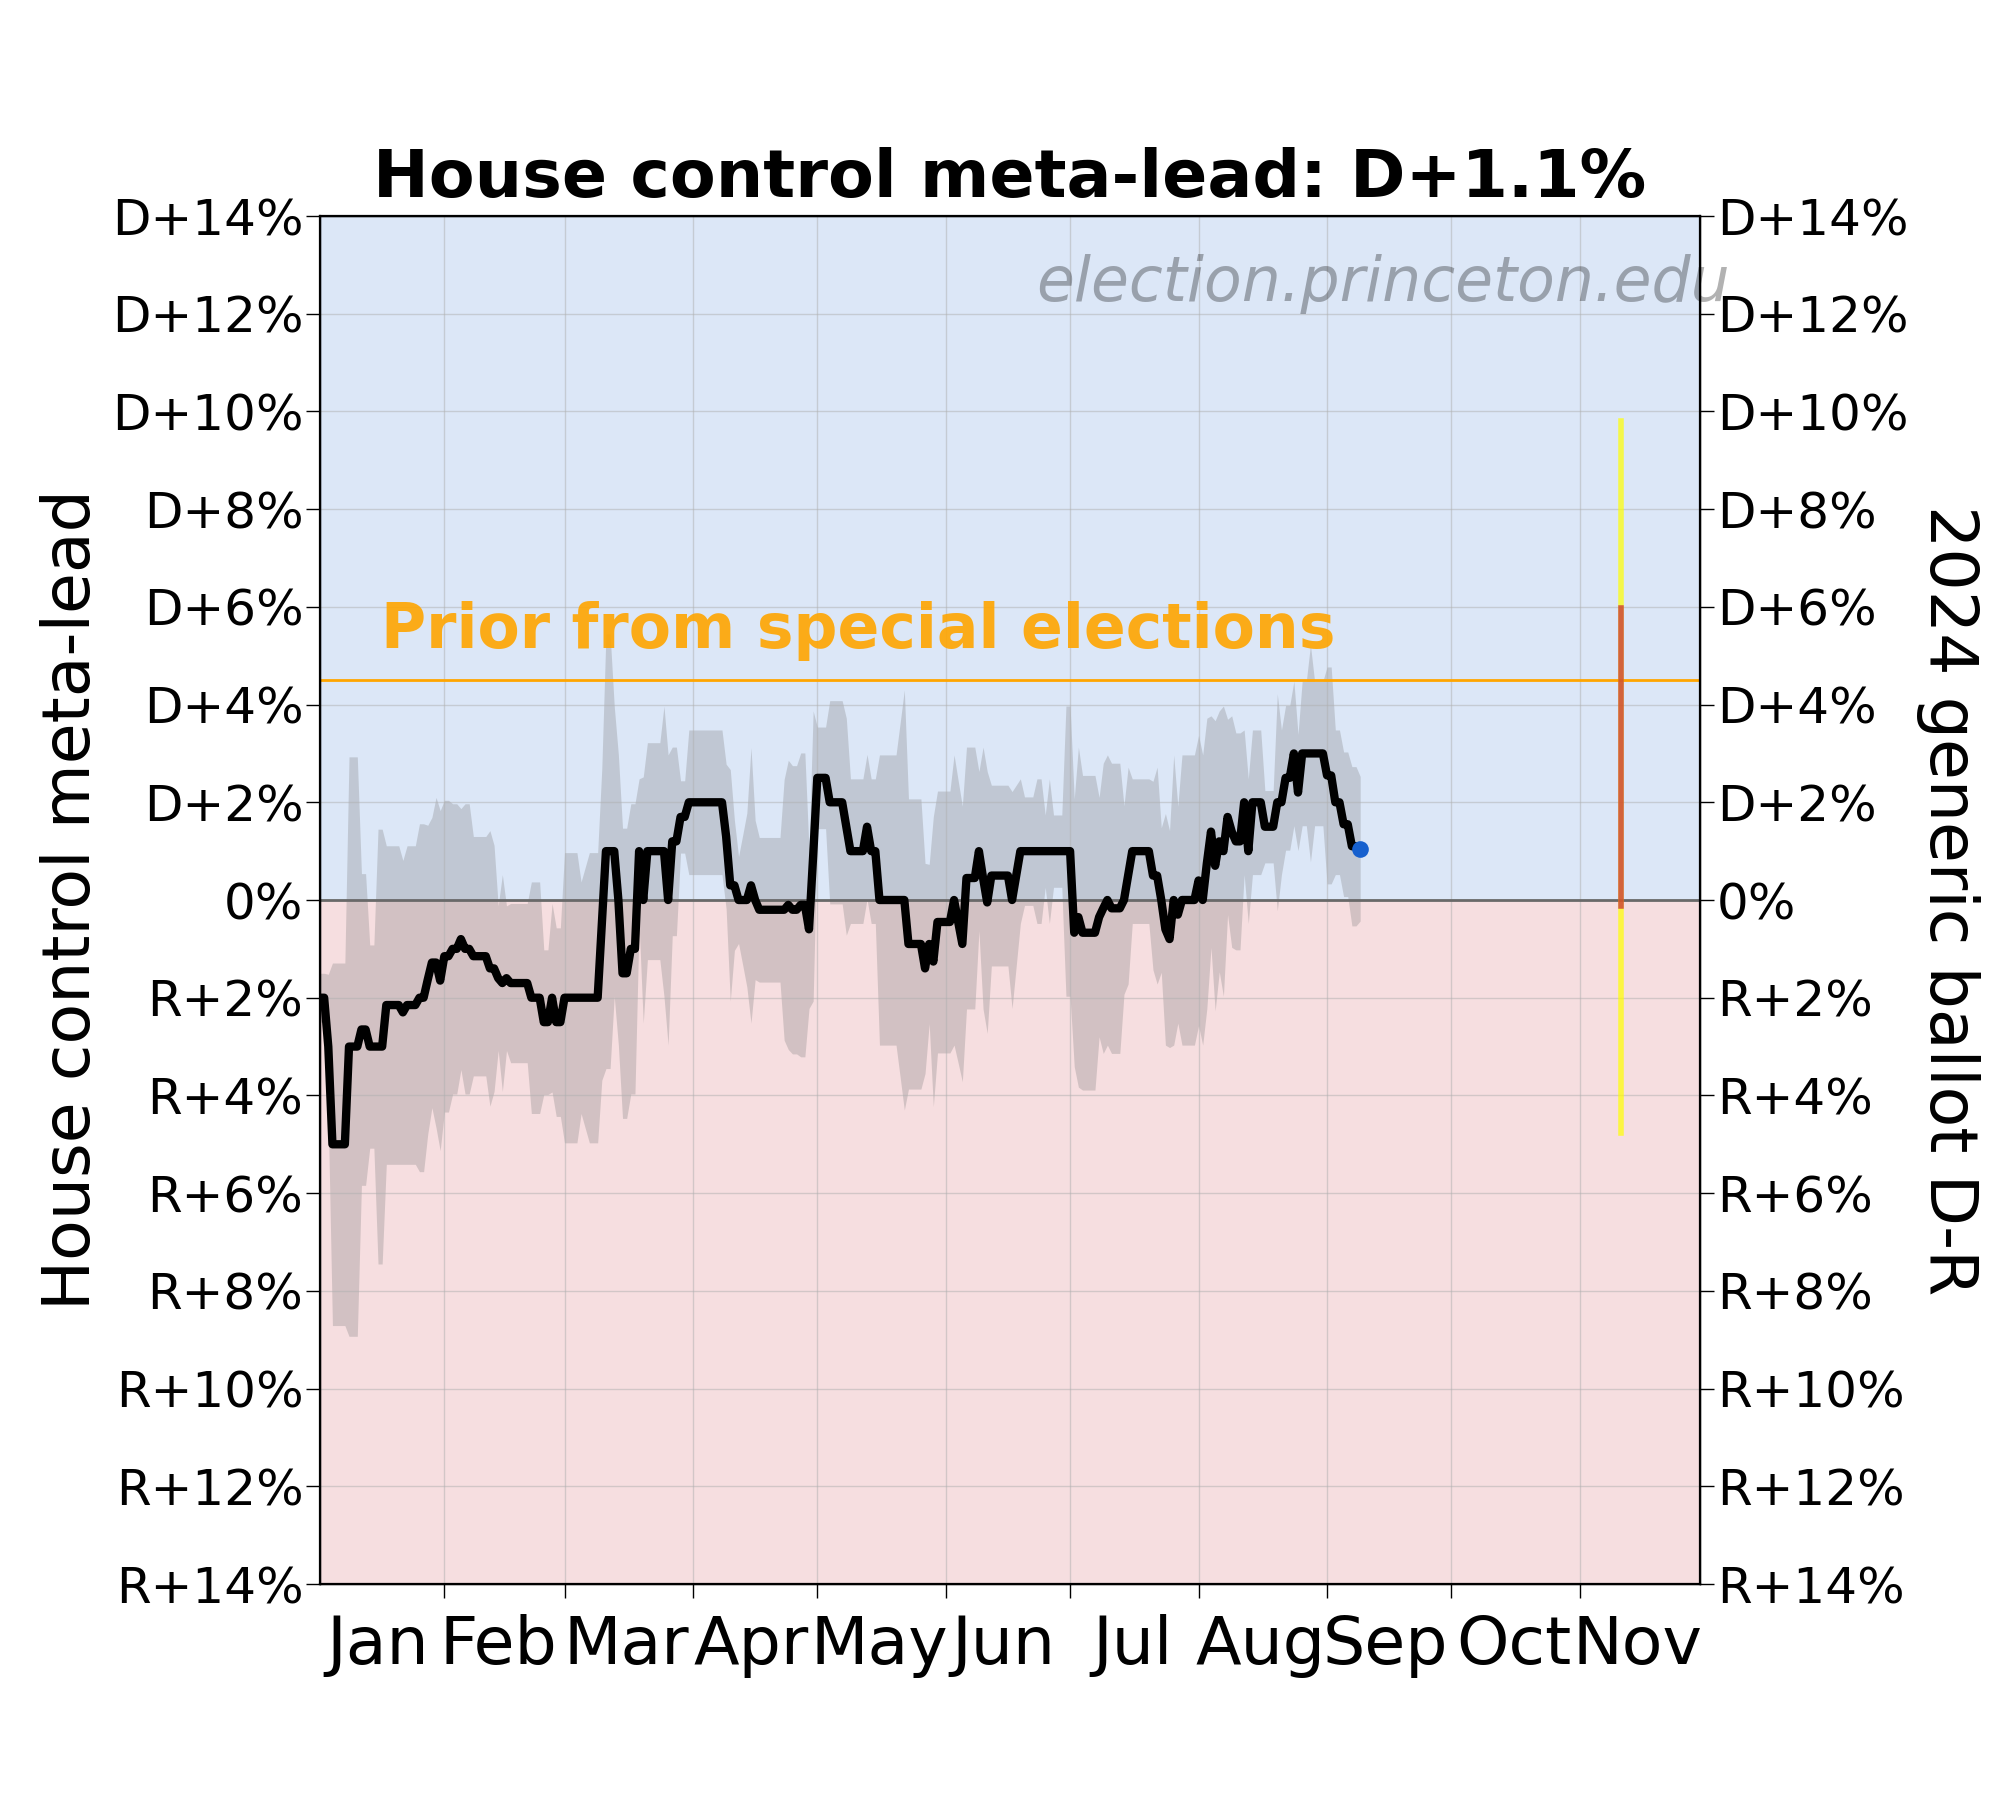 House control meta-lead: D+1.1%
election.princeton.edu
Prior from special elections
House control meta-lead
D+14%
D+12%
D+10%
D+8%
D+6%
D+4%
D+2%
0%
R+2%
R+4%
R+6%
R+8%
R+10%
R+12%
R+14%
D+14%
D+12%
D+10%
D+8%
D+6%
D+4%
D+2%
0%
R+2%
R+4%
R+6%
R+8%
R+10%
R+12%
R+14%
2024 generic ballot D-R
Jan Feb Mar Apr May Jun Jul Aug Sep Oct Nov